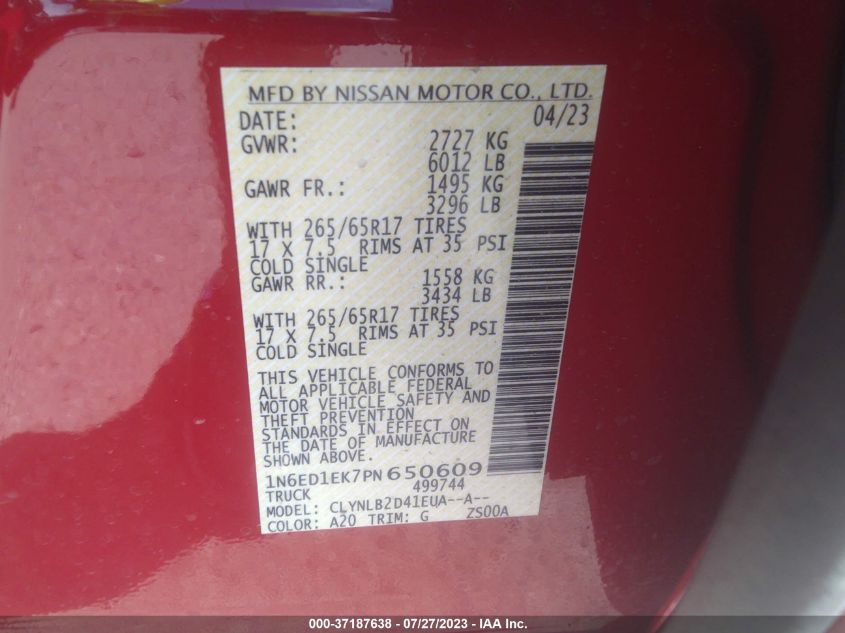 MFD BY NISSAN MOTOR CO., LTD.
DATE: 04/23
GVWR: 2727 KG
6012 LB
GAWR FR.: 1495 KG
3296 LB
WITH 265/65R17 TIRES
17 X 7.5 RIMS AT 35 PSI
COLD SINGLE
GAWR RR.: 1558 KG
3434 LB
WITH 265/65R17 TIRES
17 X 7.5 RIMS AT 35 PSI
COLD SINGLE
THIS VEHICLE CONFORMS TO
ALL APPLICABLE FEDERAL
MOTOR VEHICLE SAFETY AND
THEFT PREVENTION
STANDARDS IN EFFECT ON
THE DATE OF MANUFACTURE
SHOWN ABOVE.
1N6ED1EK7PN650609
TRUCK 499744
MODEL: CLYNLB2D41EUA--A--
COLOR: A20 TRIM: G ZS00A
000-37187638 - 07/27/2023 - IAA Inc.